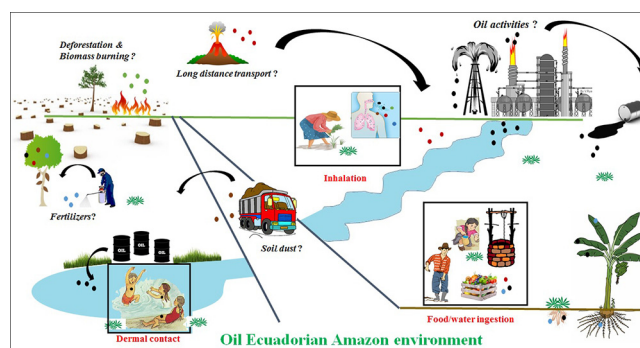 Oil activities ?
Deforestation &
Biomass burning ?
Long distance transport ?
Inhalation
Fertilizers?
Soil dust ?
OIL
OIL
OIL
Dermal contact
Food/water ingestion
Oil Ecuadorian Amazon environment